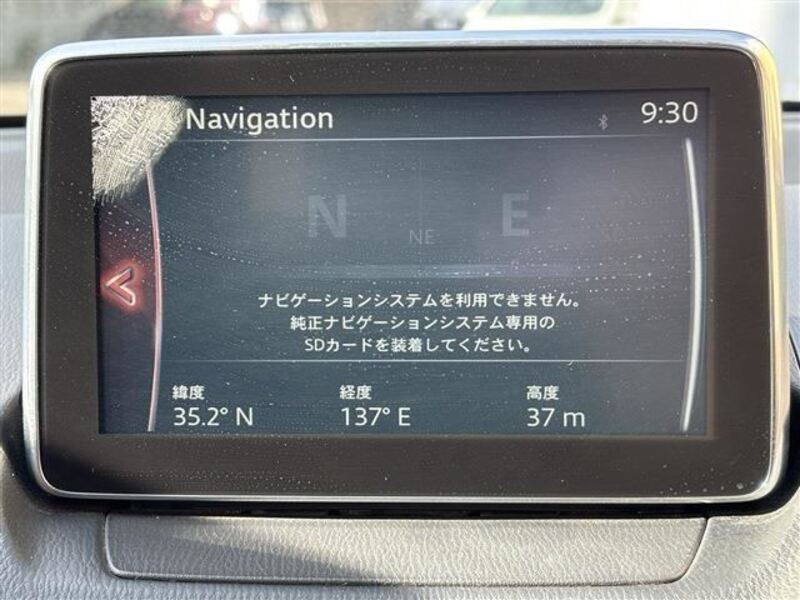 Navigation
9:30
N
NE
E
ナビゲーションシステムを利用できません。
純正ナビゲーションシステム専用の
SDカードを装着してください。
緯度 経度 高度
35.2° N 137° E 37 m